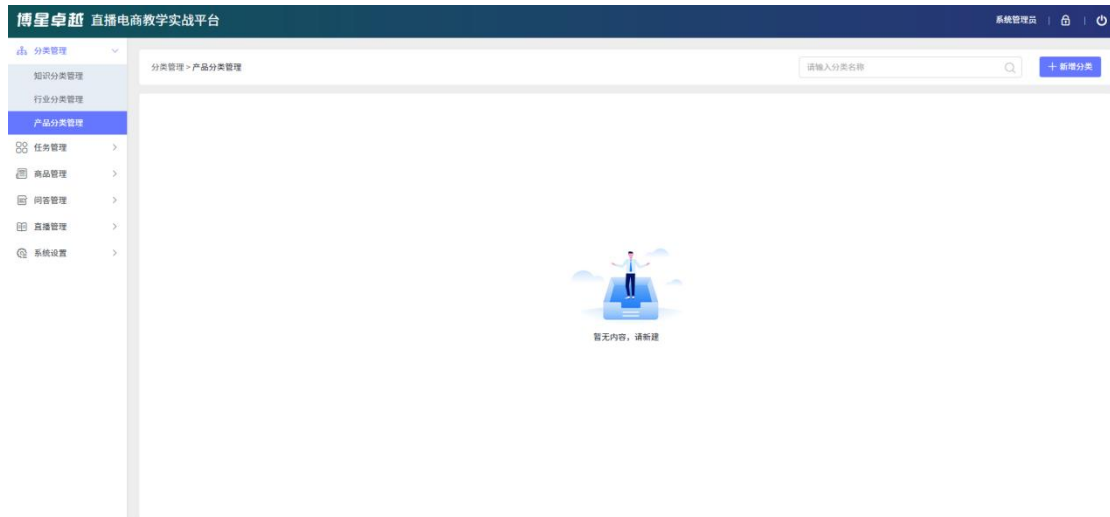 博星卓越 直播电商教学实战平台
系统管理员
分类管理
知识分类管理
行业分类管理
产品分类管理
任务管理
商品管理
问答管理
直播管理
系统设置
分类管理>产品分类管理
请输入分类名称
+ 新增分类
暂无内容，请新建